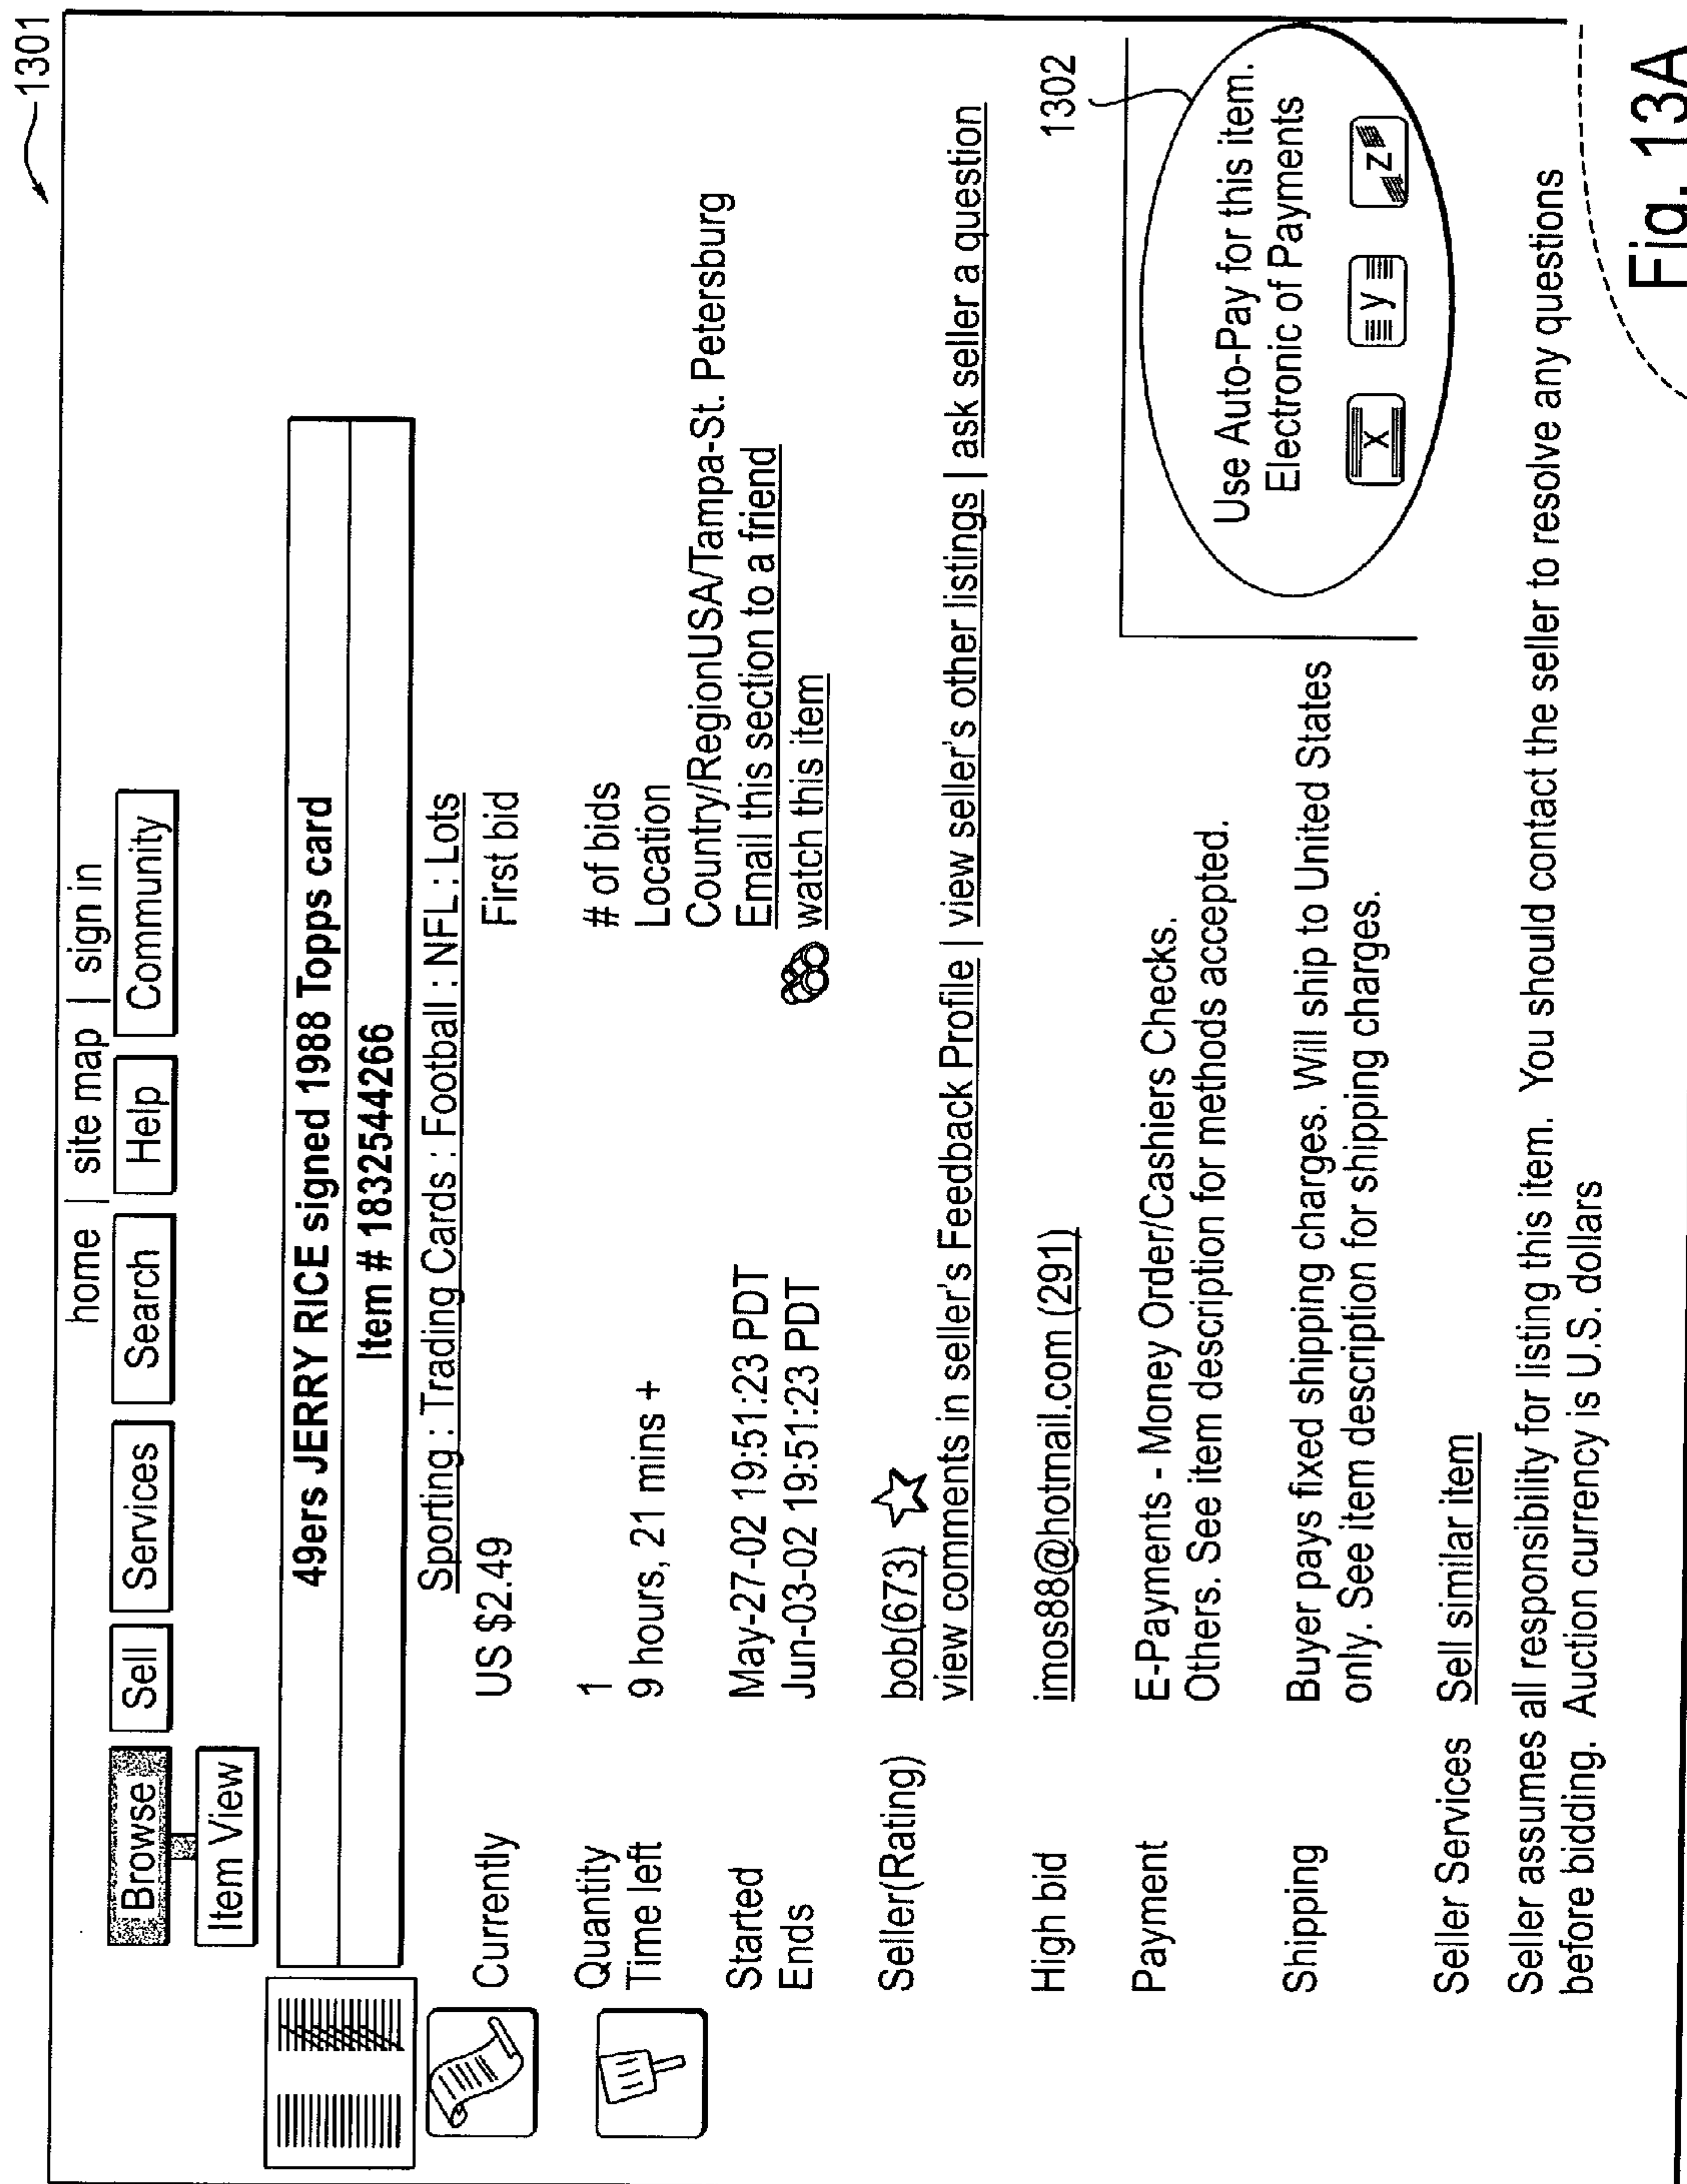 1301
home | site map | sign in
Browse Sell Services Search Help Community
Item View
49ers JERRY RICE signed 1988 Topps card
Item # 1832544266
Sporting : Trading Cards : Football : NFL : Lots
Currently US $2.49 First bid
Quantity 1 # of bids
Time left 9 hours, 21 mins + Location
Country/RegionUSA/Tampa-St. Petersburg
Started May-27-02 19:51:23 PDT Email this section to a friend
Ends Jun-03-02 19:51:23 PDT watch this item
Seller(Rating) bob(673)
view comments in seller's Feedback Profile | view seller's other listings | ask seller a question
High bid imos88@hotmail.com (291)
1302
Payment E-Payments - Money Order/Cashiers Checks.
Others. See item description for methods accepted.
Use Auto-Pay for this item.
Electronic of Payments
x y z
Shipping Buyer pays fixed shipping charges. Will ship to United States
only. See item description for shipping charges.
Seller Services Sell similar item
Seller assumes all responsibility for listing this item. You should contact the seller to resolve any questions
before bidding. Auction currency is U.S. dollars
Fig. 13A